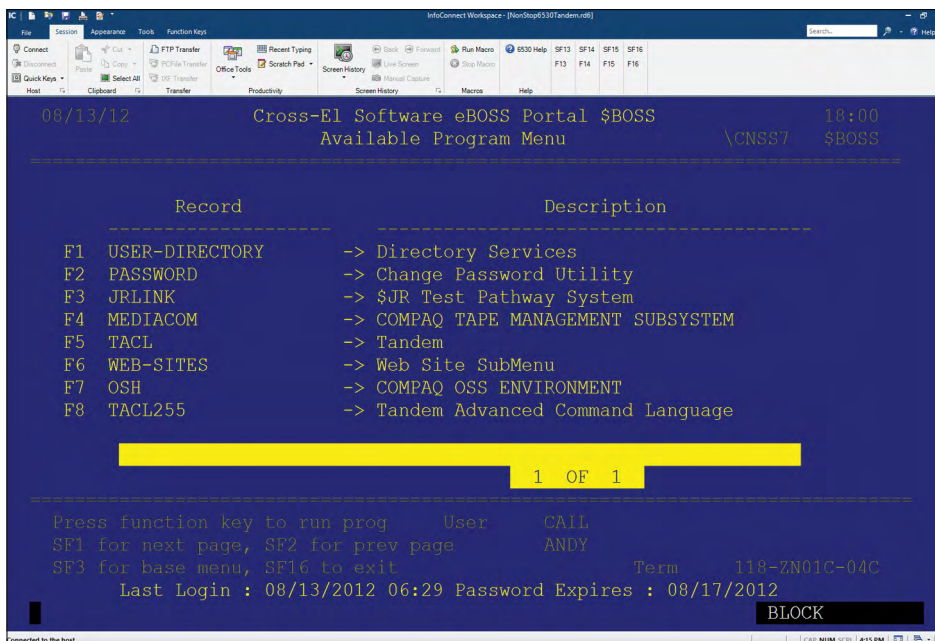 InfoConnect Workspace - [NonStop6530Tandem.rd6]
File Session Appearance Tools Function Keys Search... Help
Connect Cut FTP Transfer Recent Typing Back Forward Run Macro 6530 Help SF13 SF14 SF15 SF16
Disconnect Paste Copy PCFile Transfer Office Tools Scratch Pad Screen History Live Screen Stop Macro F13 F14 F15 F16
Quick Keys Select All IXF Transfer Manual Capture
Host Clipboard Transfer Productivity Screen History Macros Help
08/13/12 Cross-El Software eBOSS Portal $BOSS 18:00
Available Program Menu \CNSS7 $BOSS
Record Description
F1 USER-DIRECTORY -> Directory Services
F2 PASSWORD -> Change Password Utility
F3 JRLINK -> $JR Test Pathway System
F4 MEDIACOM -> COMPAQ TAPE MANAGEMENT SUBSYSTEM
F5 TACL -> Tandem
F6 WEB-SITES -> Web Site SubMenu
F7 OSH -> COMPAQ OSS ENVIRONMENT
F8 TACL255 -> Tandem Advanced Command Language
1 OF 1
Press function key to run prog User CAIL
SF1 for next page, SF2 for prev page ANDY
SF3 for base menu, SF16 to exit Term 118-ZN01C-04C
Last Login : 08/13/2012 06:29 Password Expires : 08/17/2012
BLOCK
Connected to the host CAP NUM SCRL 4:15 PM